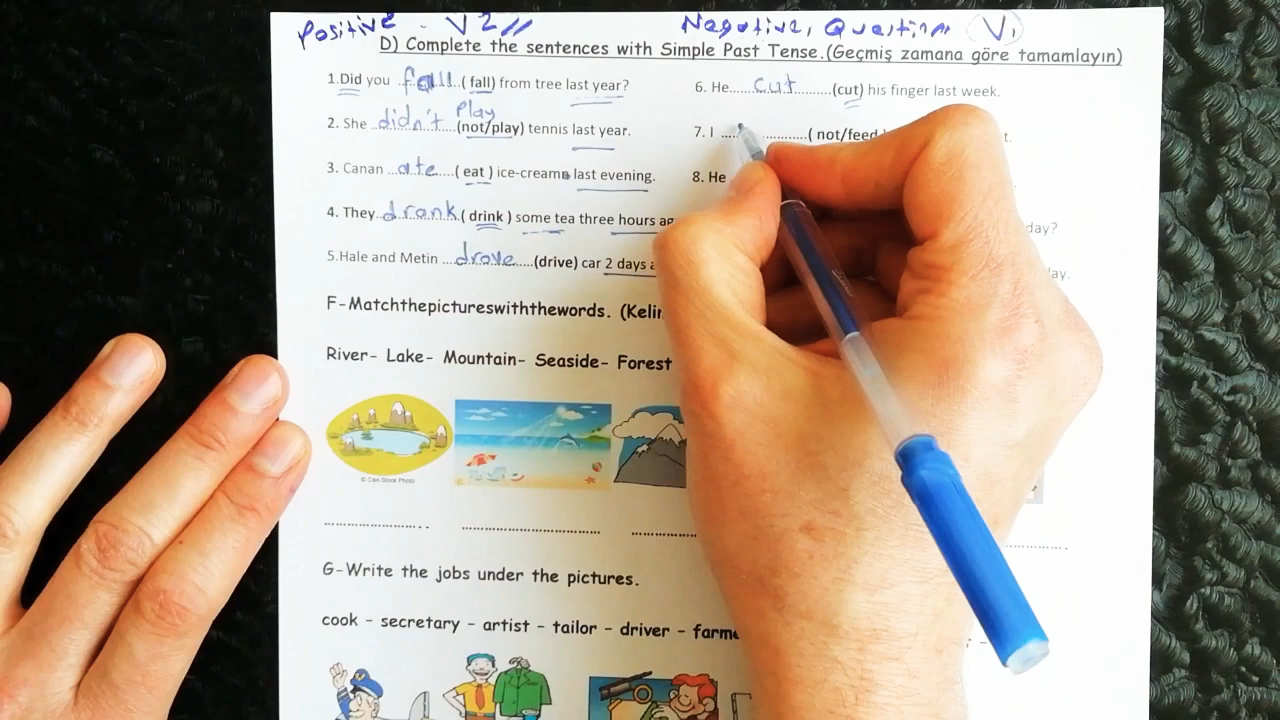 positive - V2 Negative, Question V1
D) Complete the sentences with Simple Past Tense.(Geçmiş zamana göre tamamlayın)
1.Did you fall (fall) from tree last year?
2. She didn't play (not/play) tennis last year.
3. Canan ate (eat) ice-cream last evening.
4. They drank (drink) some tea three hours
5.Hale and Metin drove (drive) car 2 days
6. He cut (cut) his finger last week.
7. I (not/feed
8. He
day?
F-Matchthepictureswiththewords.
River- Lake- Mountain- Seaside- Forest
© Can Stock Photo
G-Write the jobs under the pictures.
cook - secretary - artist - tailor - driver -